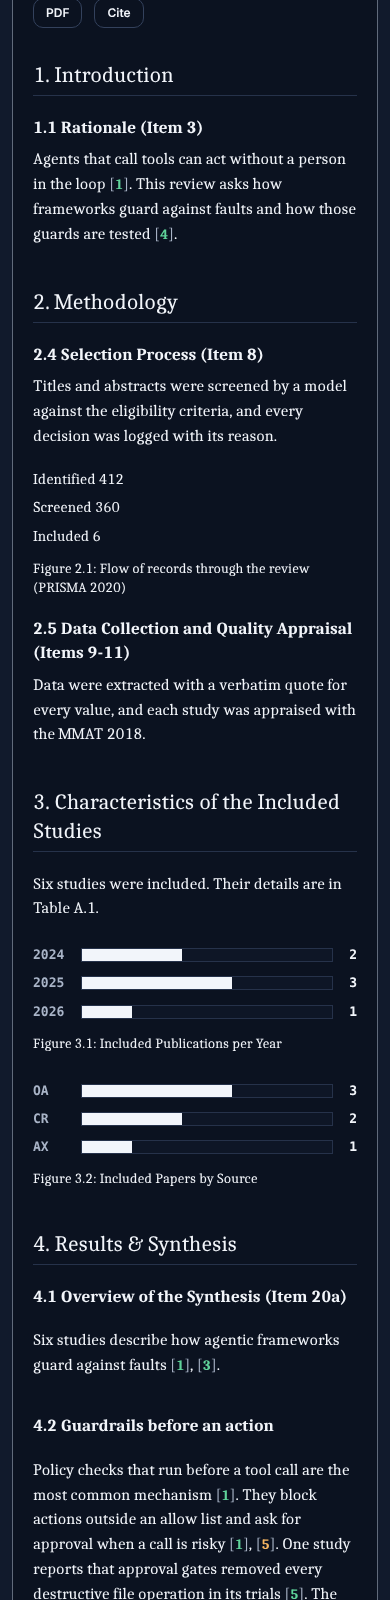 PDF Cite
1. Introduction
1.1 Rationale (Item 3)
Agents that call tools can act without a person
in the loop [1]. This review asks how
frameworks guard against faults and how those
guards are tested [4].
2. Methodology
2.4 Selection Process (Item 8)
Titles and abstracts were screened by a model
against the eligibility criteria, and every
decision was logged with its reason.
Identified 412
Screened 360
Included 6
Figure 2.1: Flow of records through the review
(PRISMA 2020)
2.5 Data Collection and Quality Appraisal
(Items 9-11)
Data were extracted with a verbatim quote for
every value, and each study was appraised with
the MMAT 2018.
3. Characteristics of the Included
Studies
Six studies were included. Their details are in
Table A.1.
2024 2
2025 3
2026 1
Figure 3.1: Included Publications per Year
OA 3
CR 2
AX 1
Figure 3.2: Included Papers by Source
4. Results & Synthesis
4.1 Overview of the Synthesis (Item 20a)
Six studies describe how agentic frameworks
guard against faults [1], [3].
4.2 Guardrails before an action
Policy checks that run before a tool call are the
most common mechanism [1]. They block
actions outside an allow list and ask for
approval when a call is risky [1], [5]. One study
reports that approval gates removed every
destructive file operation in its trials [5]. The